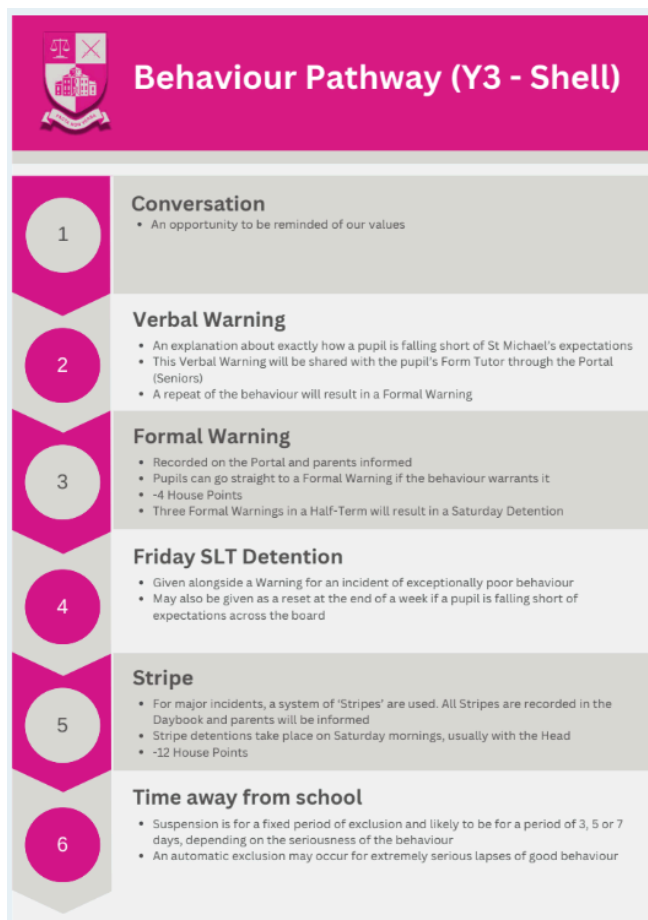 Behaviour Pathway (Y3 - Shell)
1
Conversation
• An opportunity to be reminded of our values
2
Verbal Warning
• An explanation about exactly how a pupil is falling short of St Michael's expectations
• This Verbal Warning will be shared with the pupil's Form Tutor through the Portal
(Seniors)
• A repeat of the behaviour will result in a Formal Warning
3
Formal Warning
• Recorded on the Portal and parents informed
• Pupils can go straight to a Formal Warning if the behaviour warrants it
• -4 House Points
• Three Formal Warnings in a Half-Term will result in a Saturday Detention
4
Friday SLT Detention
• Given alongside a Warning for an incident of exceptionally poor behaviour
• May also be given as a reset at the end of a week if a pupil is falling short of
expectations across the board
5
Stripe
• For major incidents, a system of 'Stripes' are used. All Stripes are recorded in the
Daybook and parents will be informed
• Stripe detentions take place on Saturday mornings, usually with the Head
• -12 House Points
6
Time away from school
• Suspension is for a fixed period of exclusion and likely to be for a period of 3, 5 or 7
days, depending on the seriousness of the behaviour
• An automatic exclusion may occur for extremely serious lapses of good behaviour